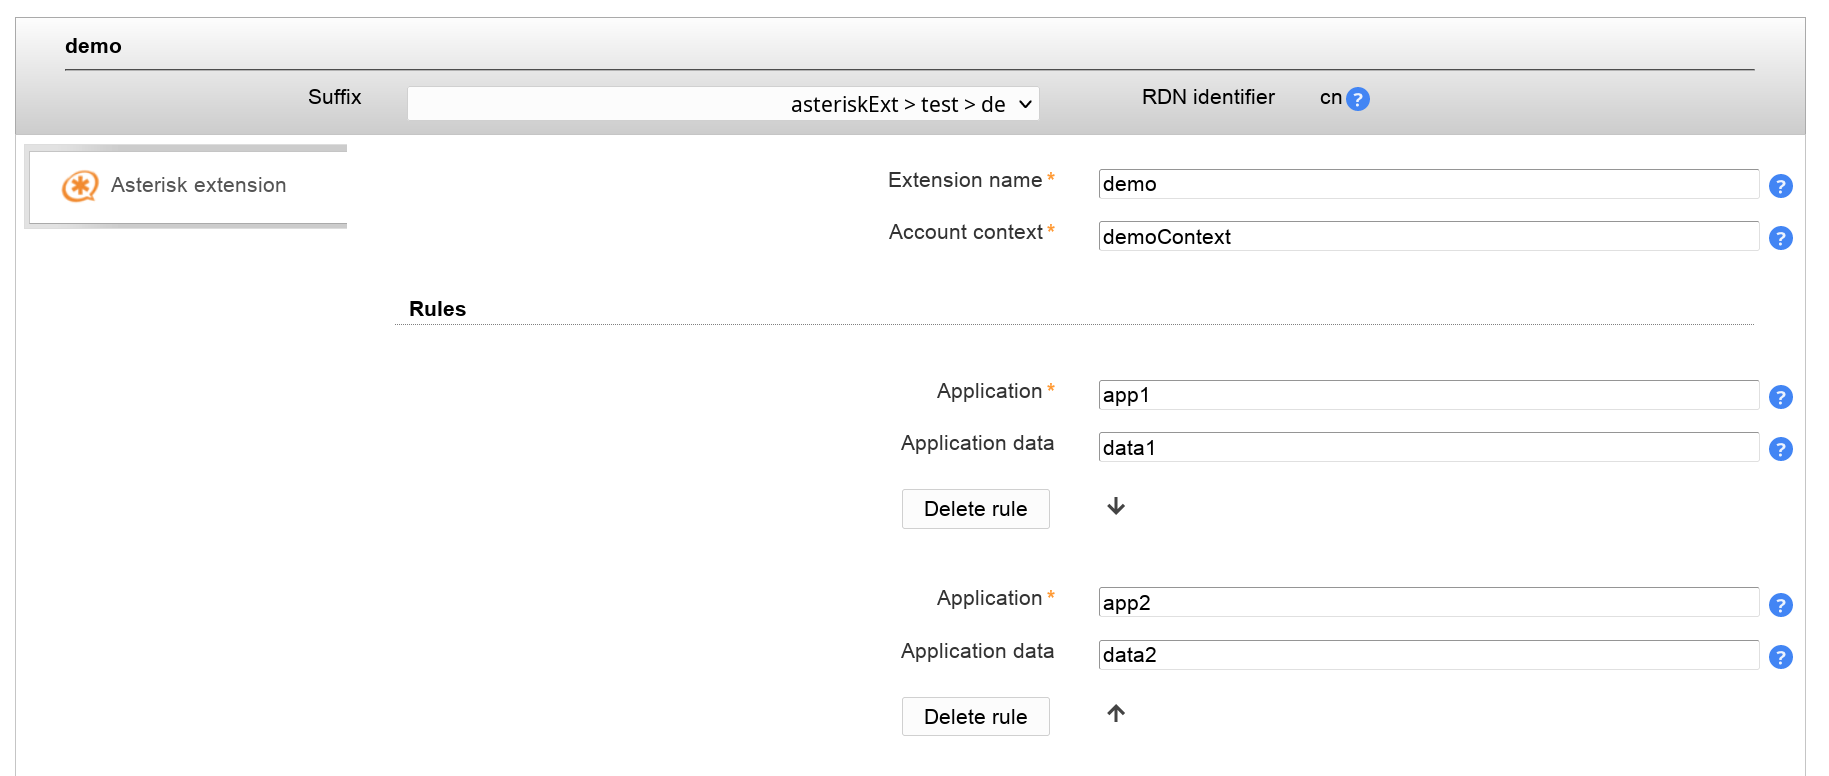 demo
Suffix asteriskExt > test > de RDN identifier cn ?
Asterisk extension
Extension name * demo ?
Account context * demoContext ?
Rules
Application * app1 ?
Application data data1 ?
Delete rule
Application * app2 ?
Application data data2 ?
Delete rule